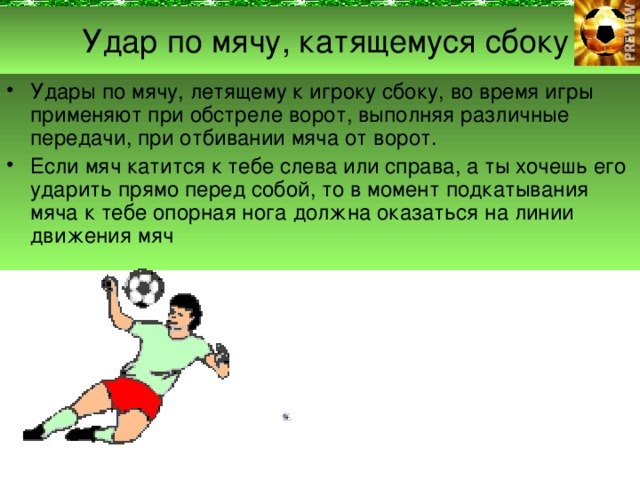 Удар по мячу, катящемуся сбоку
PREVIEW
• Удары по мячу, летящему к игроку сбоку, во время игры
применяют при обстреле ворот, выполняя различные
передачи, при отбивании мяча от ворот.
• Если мяч катится к тебе слева или справа, а ты хочешь его
ударить прямо перед собой, то в момент подкатывания
мяча к тебе опорная нога должна оказаться на линии
движения мяч